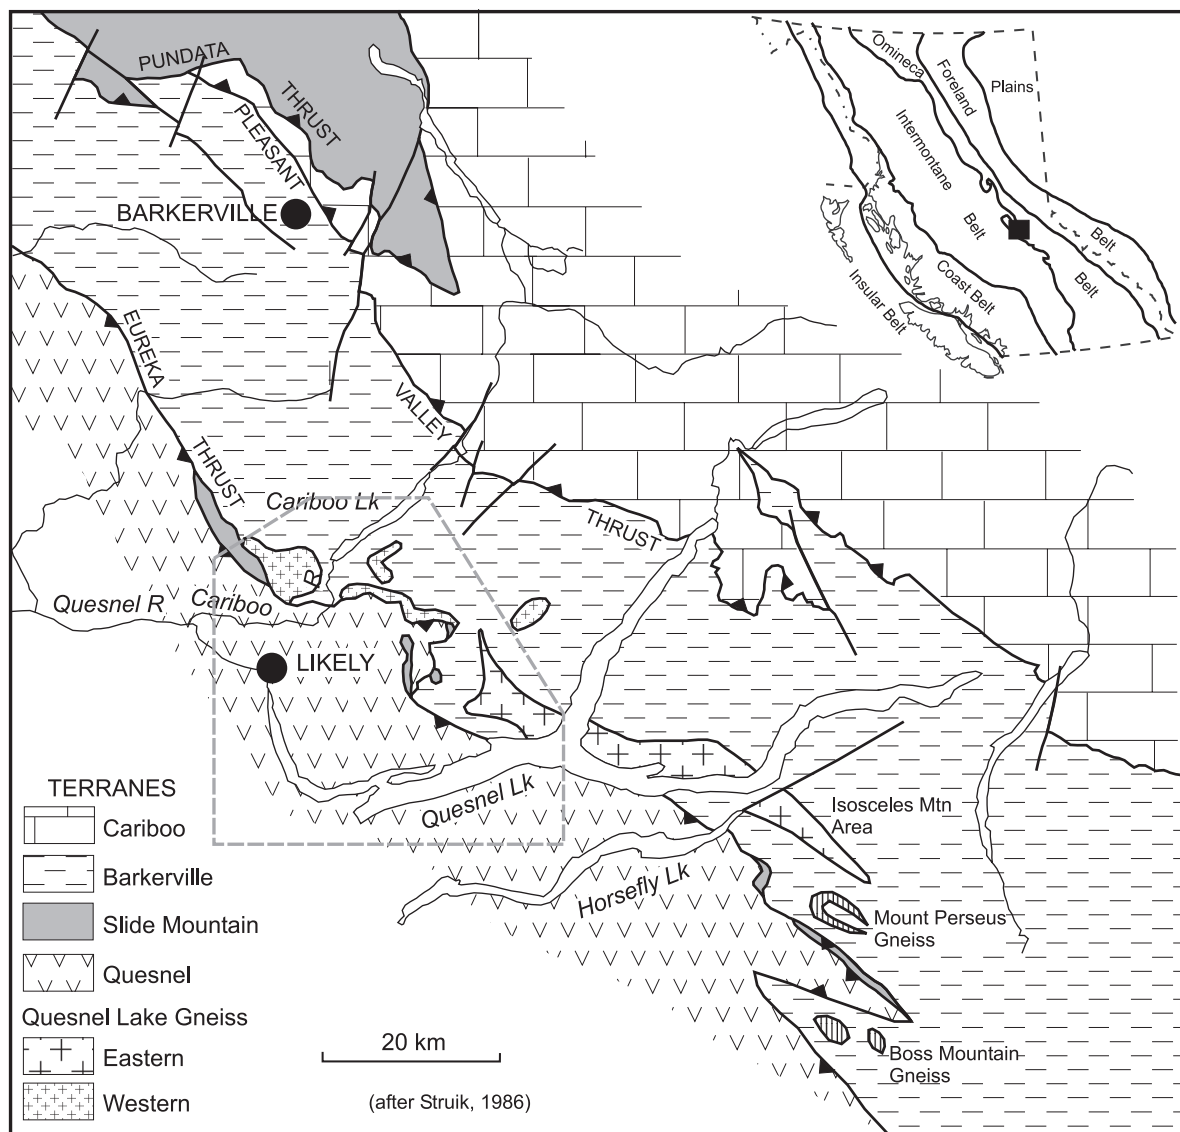 PUNDATA
THRUST
PLEASANT
BARKERVILLE
EUREKA
THRUST
VALLEY
THRUST
Cariboo Lk
Quesnel R
Cariboo
R
LIKELY
Quesnel Lk
Horsefly Lk
Isosceles Mtn
Area
Mount Perseus
Gneiss
Boss Mountain
Gneiss
Omineca
Foreland
Plains
Intermontane
Belt
Belt
Belt
Coast Belt
Insular Belt
TERRANES
Cariboo
Barkerville
Slide Mountain
Quesnel
Quesnel Lake Gneiss
Eastern
Western
20 km
(after Struik, 1986)